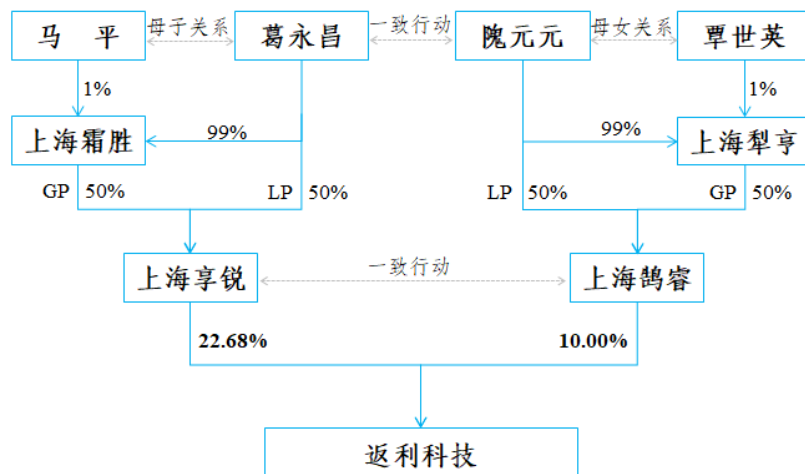 马 平 母子关系 葛永昌 一致行动 隗元元 母女关系 覃世英
1% 1%
上海霜胜 99% 99% 上海犁亨
GP 50% LP 50% LP 50% GP 50%
上海享锐 一致行动 上海鹄睿
22.68% 10.00%
返利科技